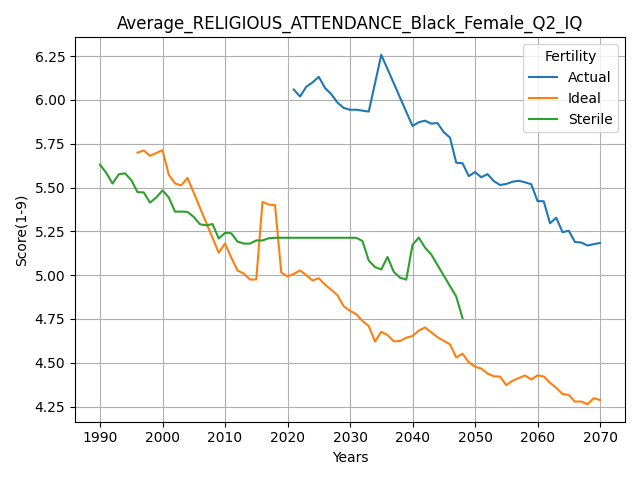 Average_RELIGIOUS_ATTENDANCE_Black_Female_Q2_IQ
Fertility
Actual
Ideal
Sterile
Score(1-9)
6.25
6.00
5.75
5.50
5.25
5.00
4.75
4.50
4.25
1990 2000 2010 2020 2030 2040 2050 2060 2070
Years